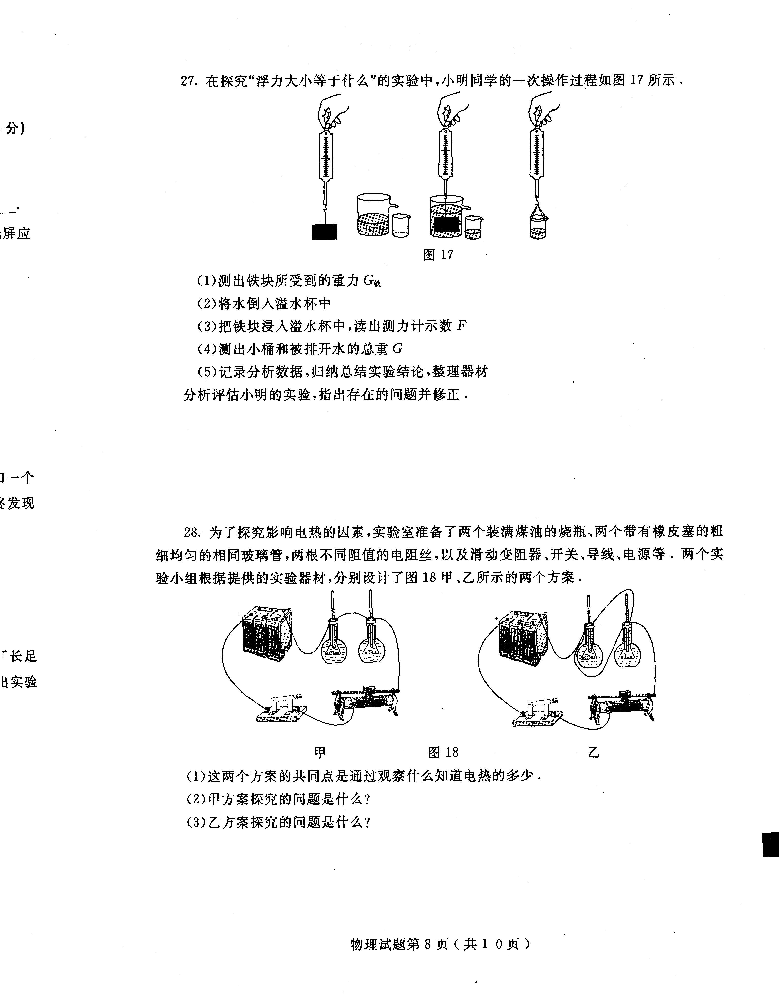 分)
屏应
一个
发现
长足
实验
27. 在探究“浮力大小等于什么”的实验中,小明同学的一次操作过程如图 17 所示.
图 17
(1)测出铁块所受到的重力 G铁
(2)将水倒入溢水杯中
(3)把铁块浸入溢水杯中,读出测力计示数 F
(4)测出小桶和被排开水的总重 G
(5)记录分析数据,归纳总结实验结论,整理器材
分析评估小明的实验,指出存在的问题并修正.
28. 为了探究影响电热的因素,实验室准备了两个装满煤油的烧瓶、两个带有橡皮塞的粗
细均匀的相同玻璃管,两根不同阻值的电阻丝,以及滑动变阻器、开关、导线、电源等. 两个实
验小组根据提供的实验器材,分别设计了图 18 甲、乙所示的两个方案.
+ −
+ −
甲 图 18 乙
(1)这两个方案的共同点是通过观察什么知道电热的多少.
(2)甲方案探究的问题是什么?
(3)乙方案探究的问题是什么?
物理试题第 8 页 ( 共 1 0 页 )